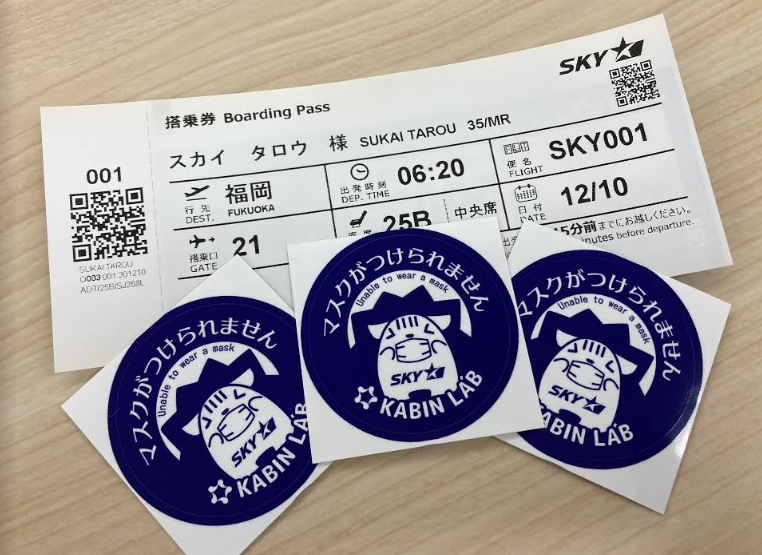 SKY
搭乗券 Boarding Pass
001
スカイ タロウ 様 SUKAI TAROU 35/MR
行先 DEST. 福岡 FUKUOKA
出発時刻 DEP. TIME 06:20
便名 FLIGHT SKY001
搭乗口 GATE 21
25B 中央席
日付 DATE 12/10
15分前までにお越しください。
minutes before departure.
SUKAI TAROU
O003 001 201210
ADT/25B/SJ268L
マスクがつけられません
Unable to wear a mask
SKY
KABIN LAB
マスクがつけられません
Unable to wear a mask
SKY
KABIN LAB
マスクがつけられません
Unable to wear a mask
SKY
ABIN LAB